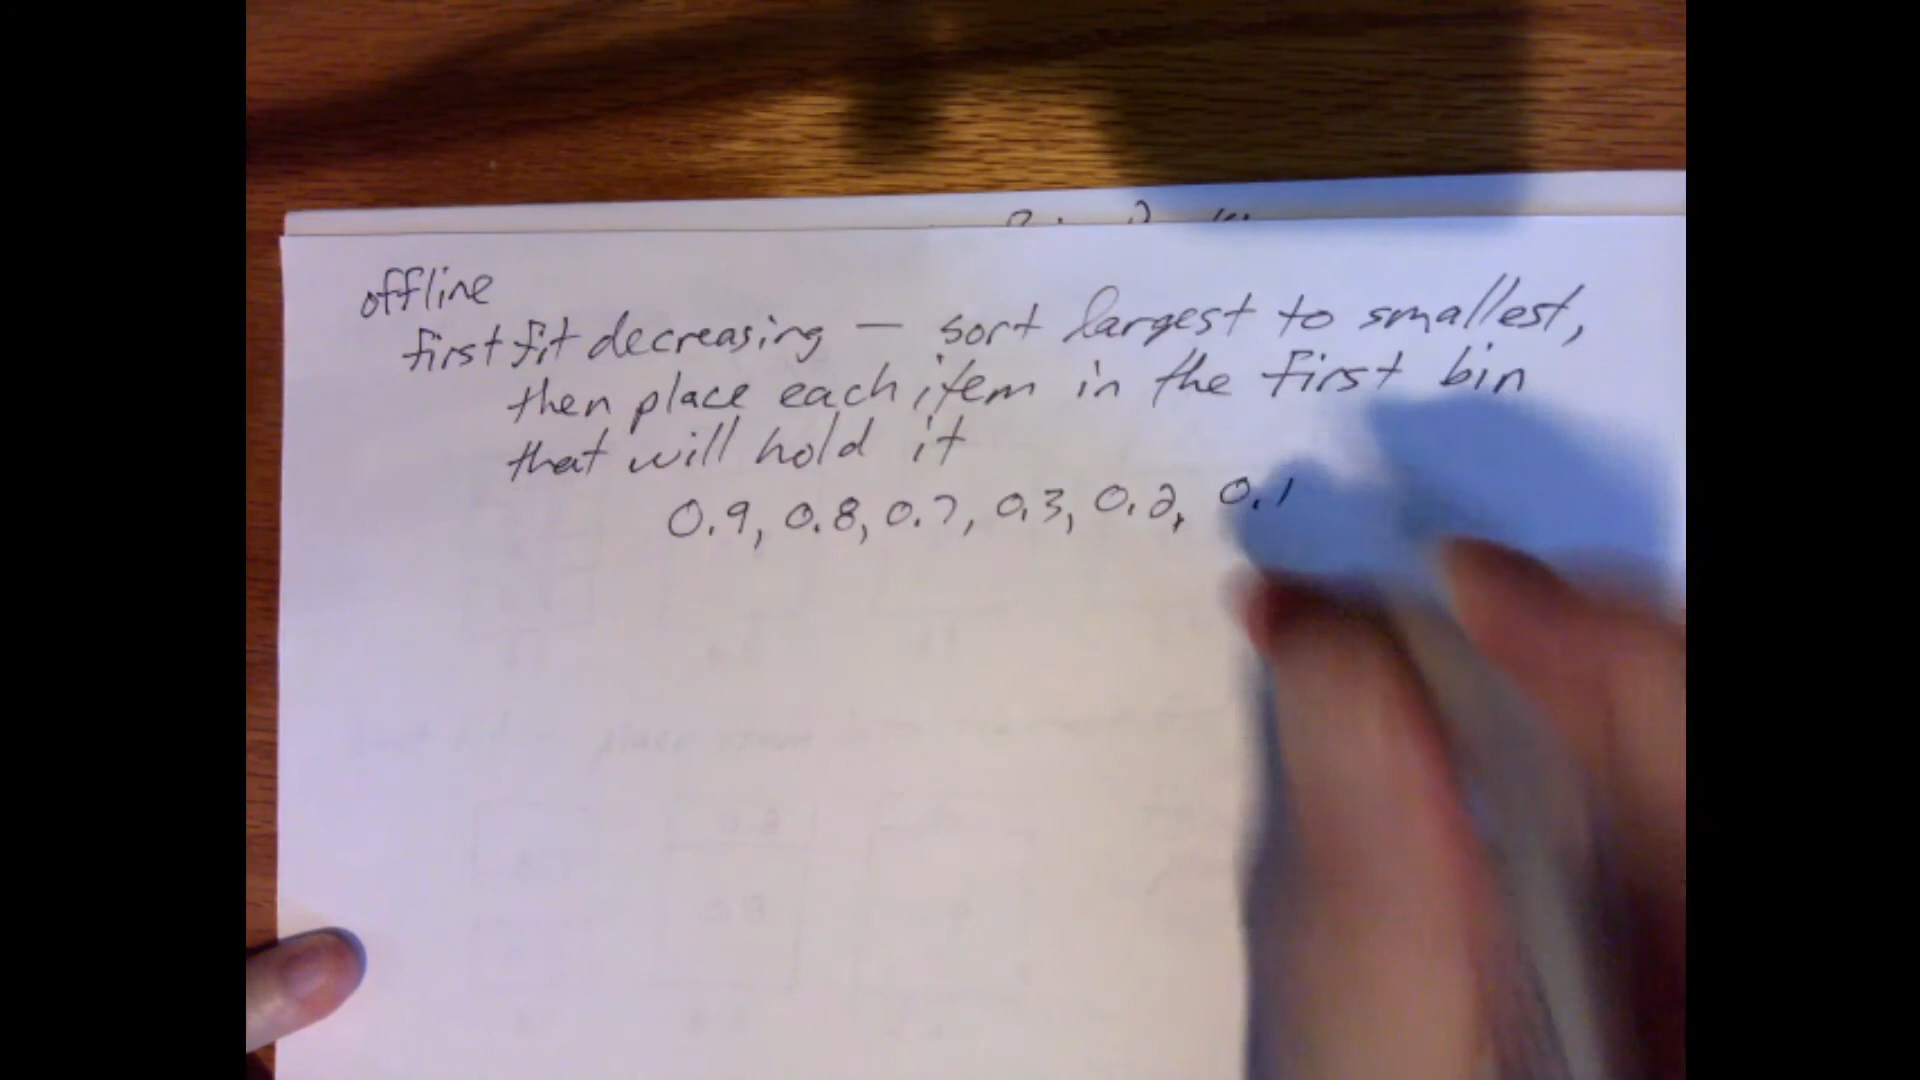 offline
first fit decreasing — sort largest to smallest,
then place each item in the first bin
that will hold it
0.9, 0.8, 0.7, 0.3, 0.2, 0.1